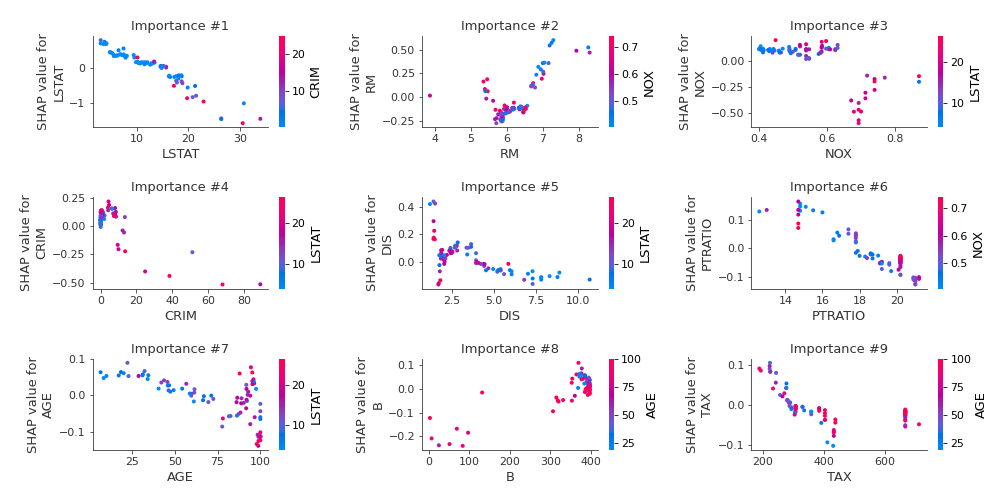 Importance #1
SHAP value for
LSTAT
0
−1
10
20
30
LSTAT
20
10
CRIM
Importance #2
SHAP value for
RM
0.50
0.25
0.00
−0.25
4
5
6
7
8
RM
0.7
0.6
0.5
NOX
Importance #3
SHAP value for
NOX
0.00
−0.25
−0.50
0.4
0.6
0.8
NOX
20
10
LSTAT
Importance #4
SHAP value for
CRIM
0.25
0.00
−0.25
−0.50
0
20
40
60
80
CRIM
20
10
LSTAT
Importance #5
SHAP value for
DIS
0.4
0.2
0.0
2.5
5.0
7.5
10.0
DIS
20
10
LSTAT
Importance #6
SHAP value for
PTRATIO
0.1
0.0
−0.1
14
16
18
20
PTRATIO
0.7
0.6
0.5
NOX
Importance #7
SHAP value for
AGE
0.1
0.0
−0.1
25
50
75
100
AGE
20
10
LSTAT
Importance #8
SHAP value for
B
0.1
0.0
−0.1
−0.2
0
100
200
300
400
B
100
75
50
25
AGE
Importance #9
SHAP value for
TAX
0.1
0.0
−0.1
200
400
600
TAX
100
75
50
25
AGE